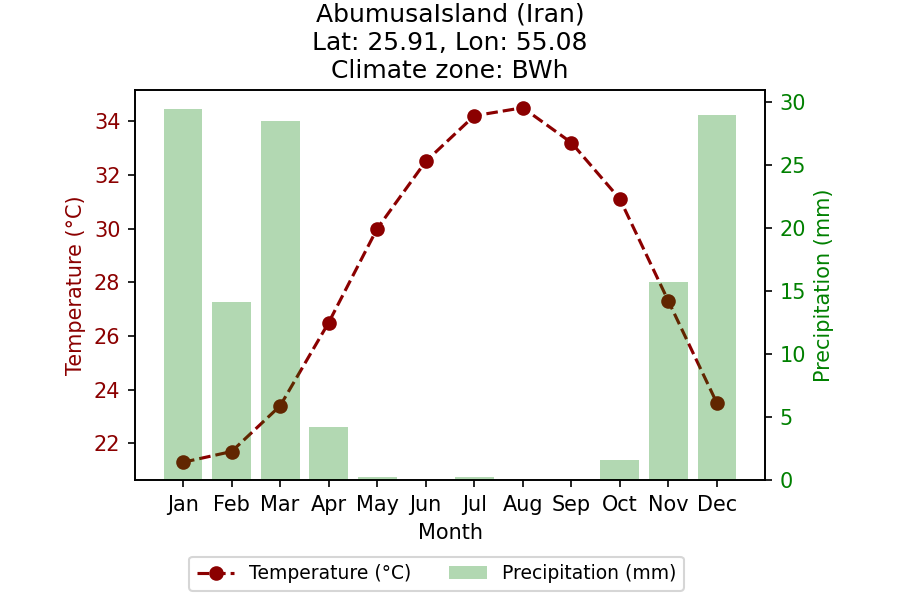 AbumusaIsland (Iran)
Lat: 25.91, Lon: 55.08
Climate zone: BWh
Temperature (°C)
34
32
30
28
26
24
22
Precipitation (mm)
30
25
20
15
10
5
0
Jan Feb Mar Apr May Jun Jul Aug Sep Oct Nov Dec
Month
Temperature (°C) Precipitation (mm)